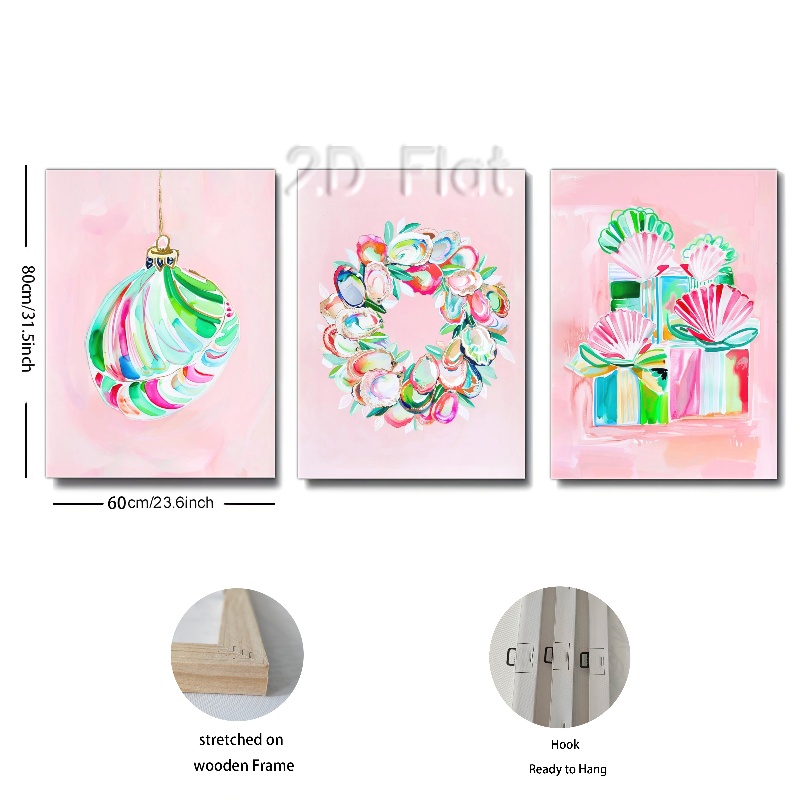 2D Flat
80cm/31.5inch
60cm/23.6inch
stretched on
wooden Frame
Hook
Ready to Hang